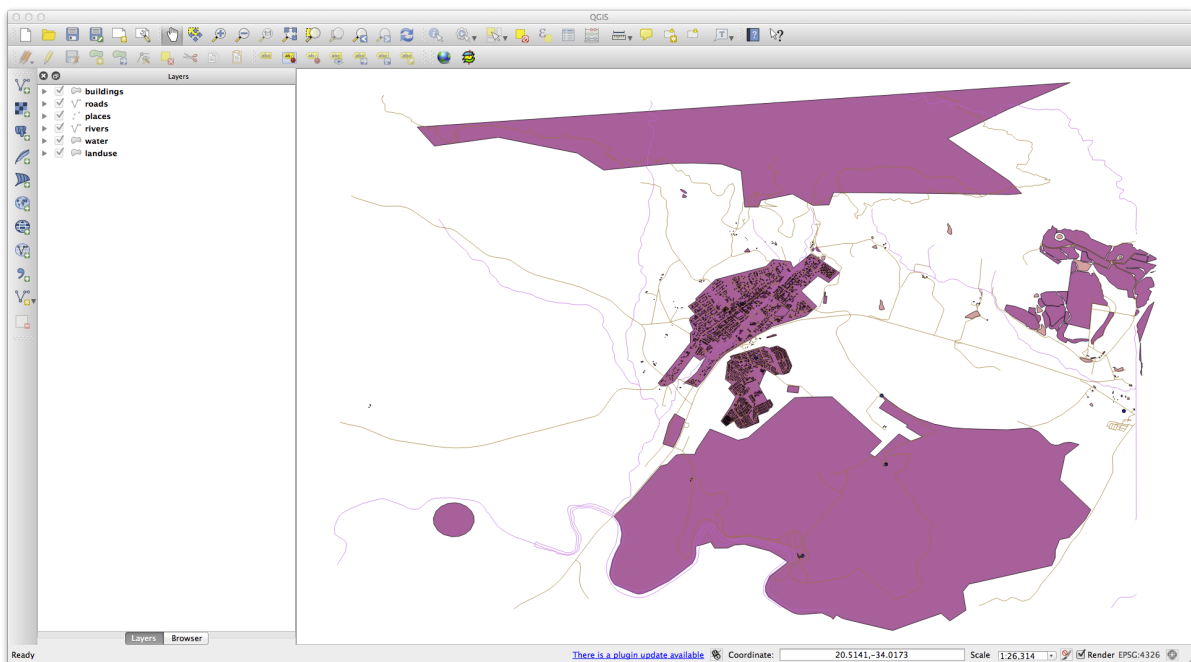 QGIS
Layers
buildings
roads
places
rivers
water
landuse
Layers Browser
Ready There is a plugin update available Coordinate: 20.5141,-34.0173 Scale 1:26,314 Render EPSG:4326